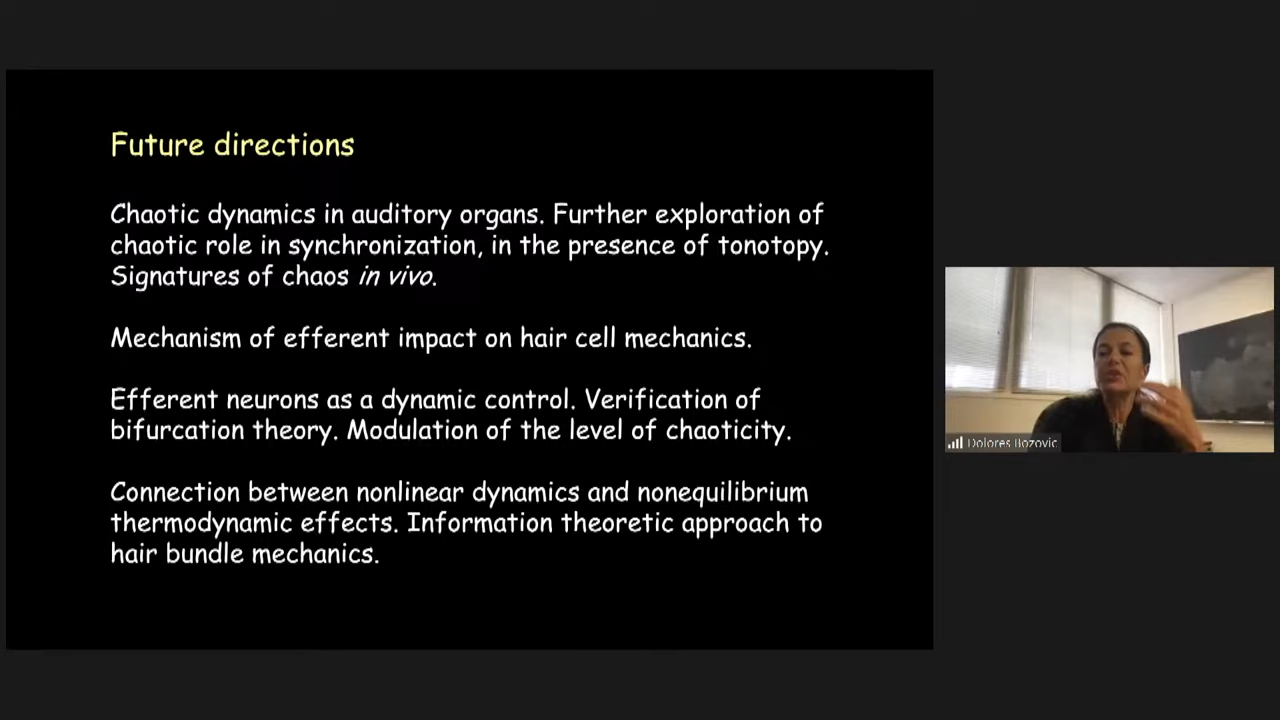 Future directions
Chaotic dynamics in auditory organs. Further exploration of
chaotic role in synchronization, in the presence of tonotopy.
Signatures of chaos in vivo.
Mechanism of efferent impact on hair cell mechanics.
Efferent neurons as a dynamic control. Verification of
bifurcation theory. Modulation of the level of chaoticity.
Connection between nonlinear dynamics and nonequilibrium
thermodynamic effects. Information theoretic approach to
hair bundle mechanics.
Dolores Bozovic